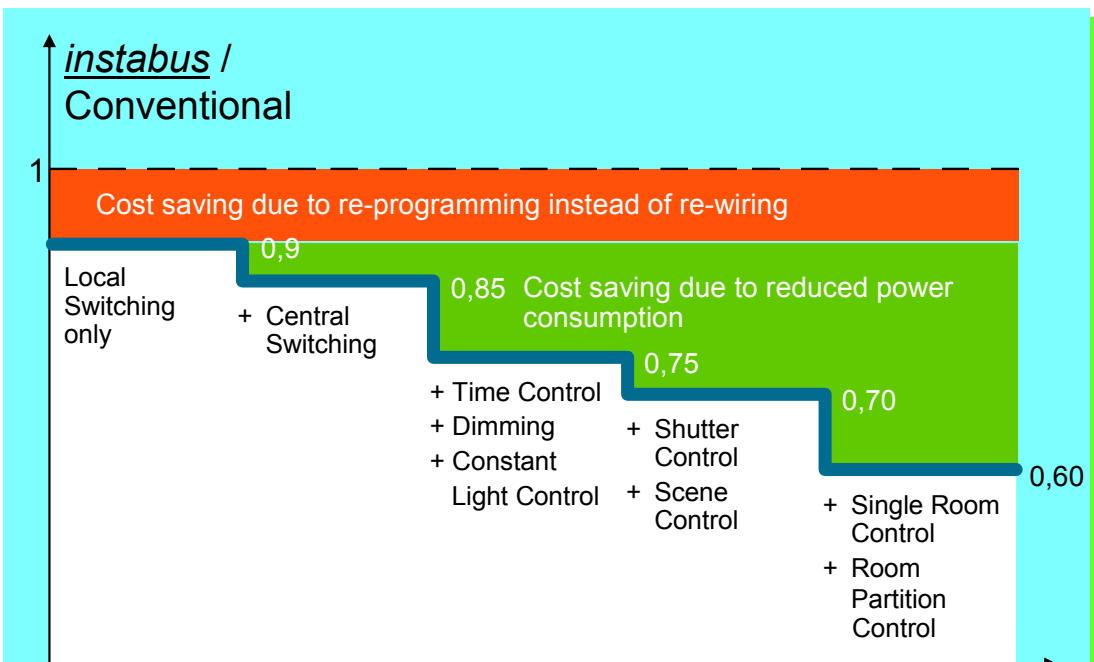 instabus /
Conventional
1
Cost saving due to re-programming instead of re-wiring
0,9
Local
Switching
only
+ Central
Switching
0,85
Cost saving due to reduced power
consumption
+ Time Control
+ Dimming
+ Constant
Light Control
0,75
+ Shutter
Control
+ Scene
Control
0,70
0,60
+ Single Room
Control
+ Room
Partition
Control